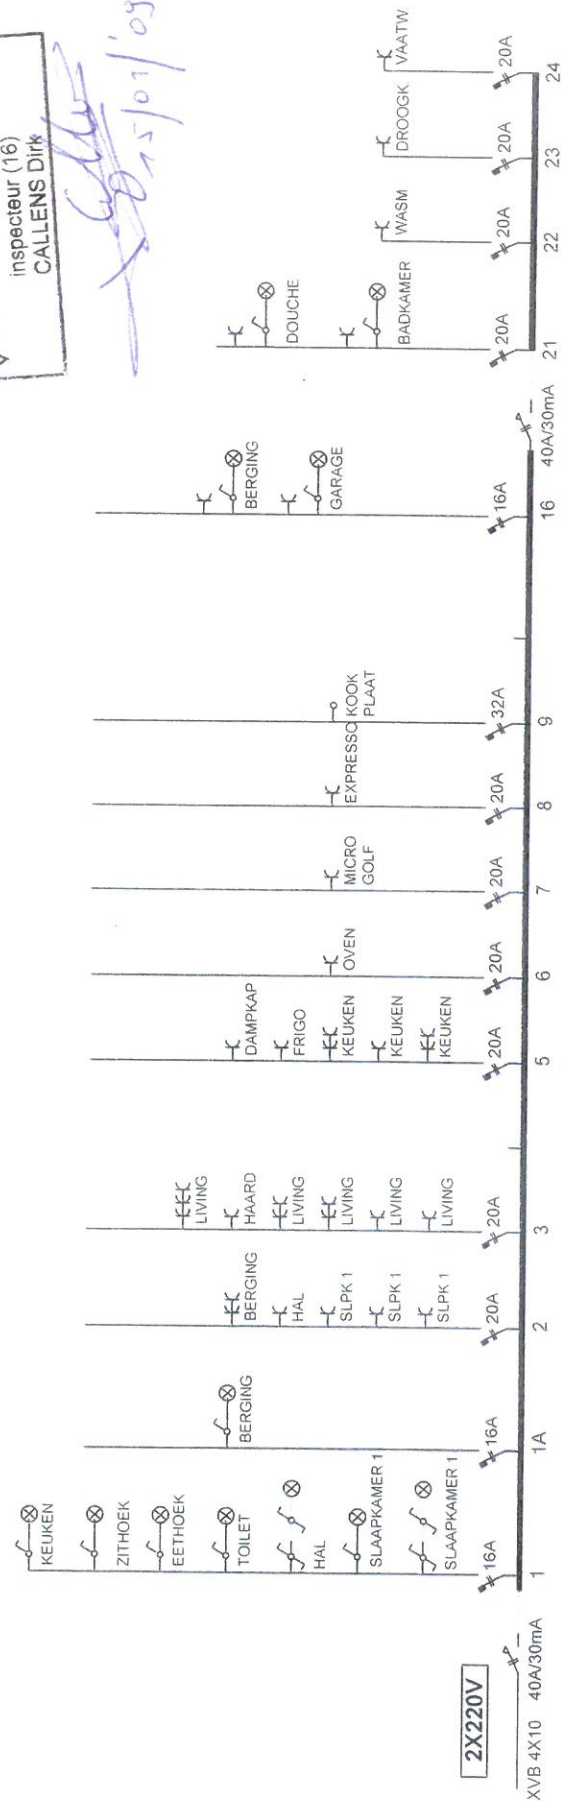 inspecteur (16)
CALLENS Dirk
15/01/'09
2X220V
XVB 4X10 40A/30mA
KEUKEN
ZITHOEK
EETHOEK
TOILET
HAL
SLAAPKAMER 1
SLAAPKAMER 1
16A
1
BERGING
16A
1A
BERGING
HAL
SLPK 1
SLPK 1
SLPK 1
20A
2
LIVING
HAARD
LIVING
LIVING
LIVING
LIVING
20A
3
DAMPKAP
FRIGO
KEUKEN
KEUKEN
KEUKEN
20A
5
OVEN
20A
6
MICRO
GOLF
20A
7
EXPRESSO
20A
8
KOOK
PLAAT
32A
9
BERGING
GARAGE
16A
16
40A/30mA
DOUCHE
BADKAMER
20A
21
WASM
20A
22
DROOGK
20A
23
VAATW
20A
24